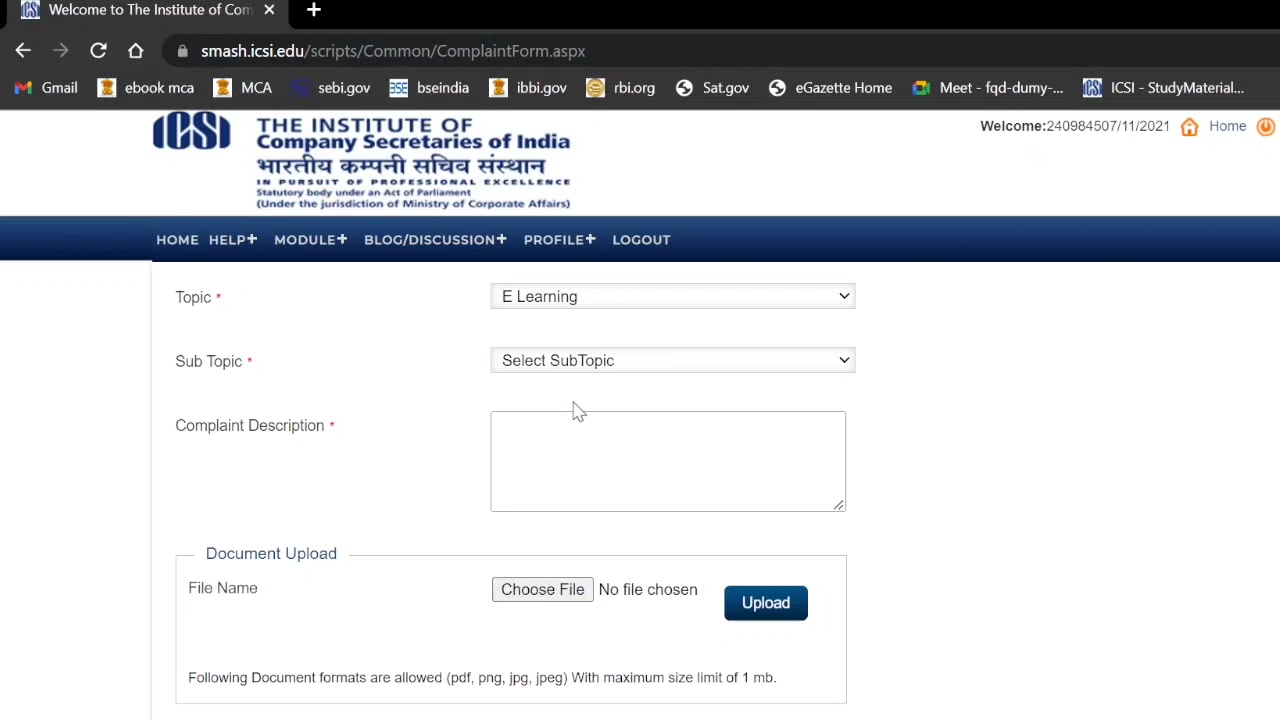 Welcome to The Institute of Com
smash.icsi.edu/scripts/Common/ComplaintForm.aspx
Gmail ebook mca MCA sebi.gov bseindia ibbi.gov rbi.org Sat.gov eGazette Home Meet - fqd-dumy-... ICSI - StudyMaterial...
ICSI
THE INSTITUTE OF
Company Secretaries of India
भारतीय कम्पनी सचिव संस्थान
IN PURSUIT OF PROFESSIONAL EXCELLENCE
Statutory body under an Act of Parliament
(Under the jurisdiction of Ministry of Corporate Affairs)
Welcome:240984507/11/2021 Home
HOME HELP+ MODULE+ BLOG/DISCUSSION+ PROFILE+ LOGOUT
Topic * E Learning
Sub Topic * Select SubTopic
Complaint Description *
Document Upload
File Name Choose File No file chosen Upload
Following Document formats are allowed (pdf, png, jpg, jpeg) With maximum size limit of 1 mb.